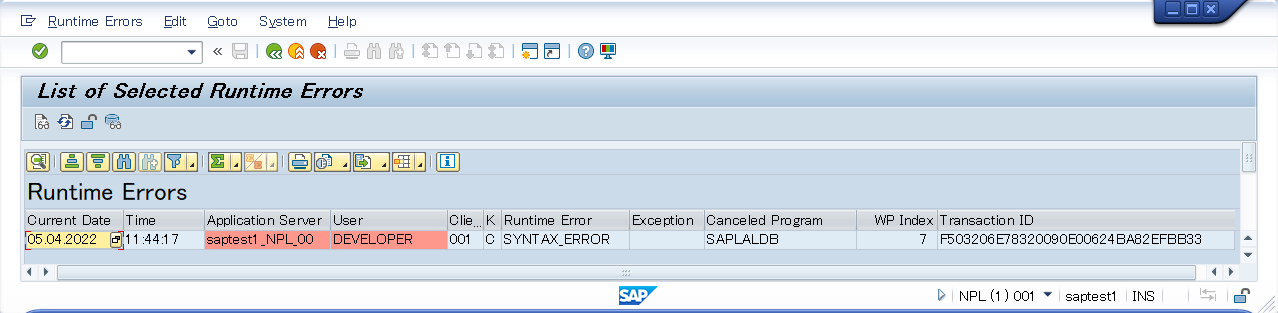 Runtime Errors Edit Goto System Help
List of Selected Runtime Errors
Runtime Errors
Current Date Time Application Server User Clie... K Runtime Error Exception Canceled Program WP Index Transaction ID
05.04.2022 11:44:17 saptest1_NPL_00 DEVELOPER 001 C SYNTAX_ERROR SAPLALDB 7 F503206E78320090E00624BA82EFBB33
SAP NPL (1) 001 saptest1 INS